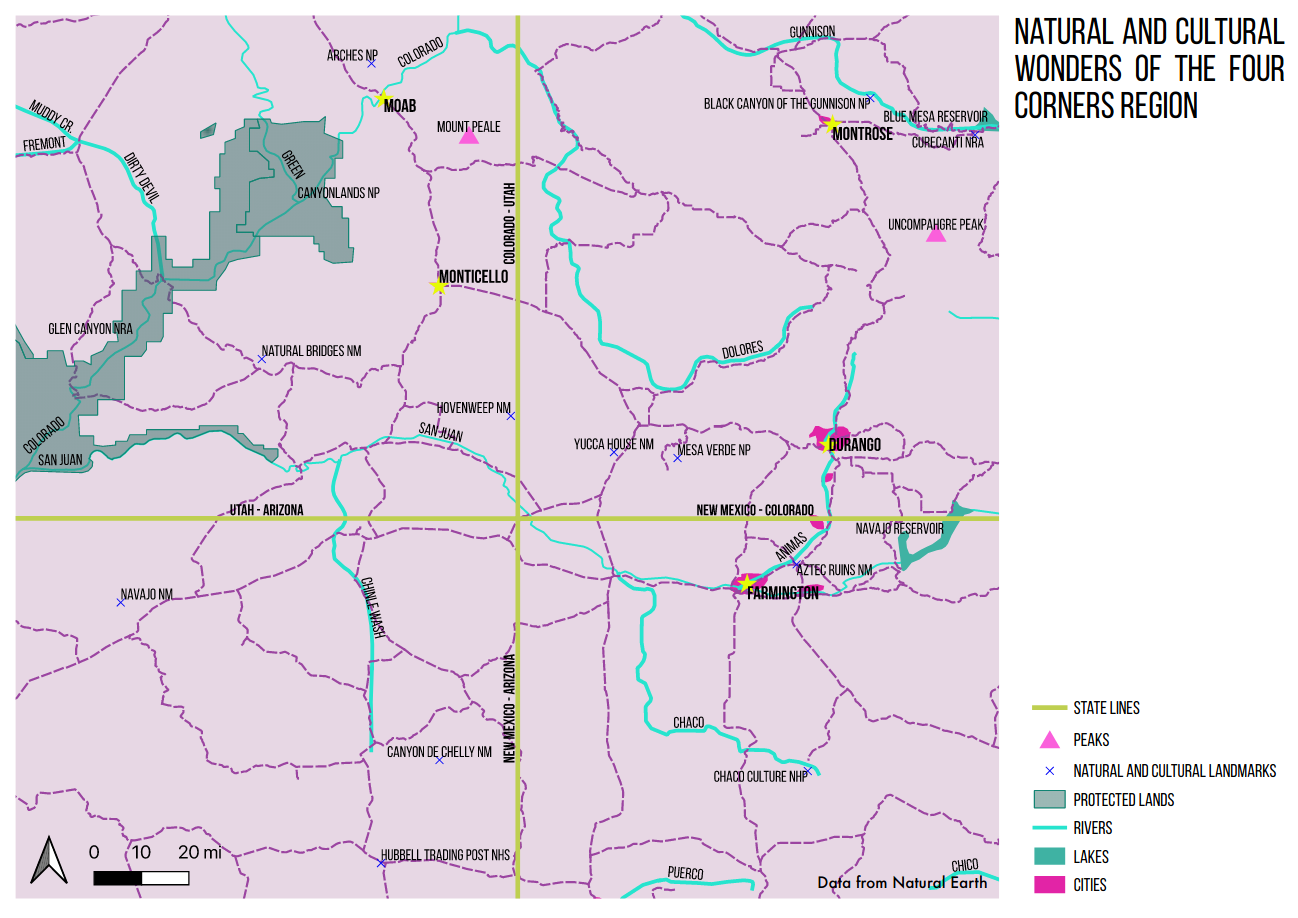 NATURAL AND CULTURAL
WONDERS OF THE FOUR
CORNERS REGION
GUNNISON
ARCHES NP
COLORADO
MOAB
BLACK CANYON OF THE GUNNISON NP
MUDDY CR.
BLUE MESA RESERVOIR
MOUNT PEALE
MONTROSE
FREMONT
CURECANTI NRA
DIRTY DEVIL
GREEN
CANYONLANDS NP
COLORADO - UTAH
UNCOMPAHGRE PEAK
MONTICELLO
GLEN CANYON NRA
NATURAL BRIDGES NM
DOLORES
HOVENWEEP NM
COLORADO
SAN JUAN
YUCCA HOUSE NM
MESA VERDE NP
DURANGO
SAN JUAN
UTAH - ARIZONA
NEW MEXICO - COLORADO
NAVAJO RESERVOIR
ANIMAS
AZTEC RUINS NM
NAVAJO NM
FARMINGTON
CHINLE WASH
NEW MEXICO - ARIZONA
CHACO
CANYON DE CHELLY NM
CHACO CULTURE NHP
HUBBELL TRADING POST NHS
PUERCO
CHICO
0 10 20 mi
Data from Natural Earth
STATE LINES
PEAKS
NATURAL AND CULTURAL LANDMARKS
PROTECTED LANDS
RIVERS
LAKES
CITIES